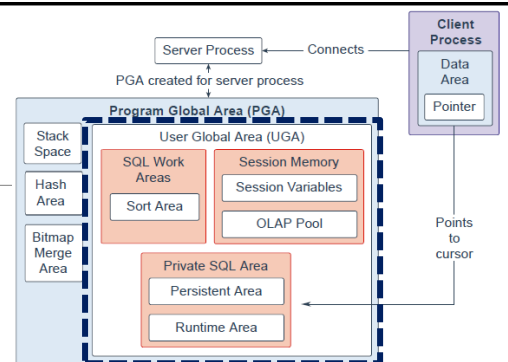 Client
Process
Server Process
Connects
Data
Area
Pointer
PGA created for server process
Program Global Area (PGA)
Stack
Space
Hash
Area
Bitmap
Merge
Area
User Global Area (UGA)
SQL Work
Areas
Sort Area
Session Memory
Session Variables
OLAP Pool
Private SQL Area
Persistent Area
Runtime Area
Points
to
cursor